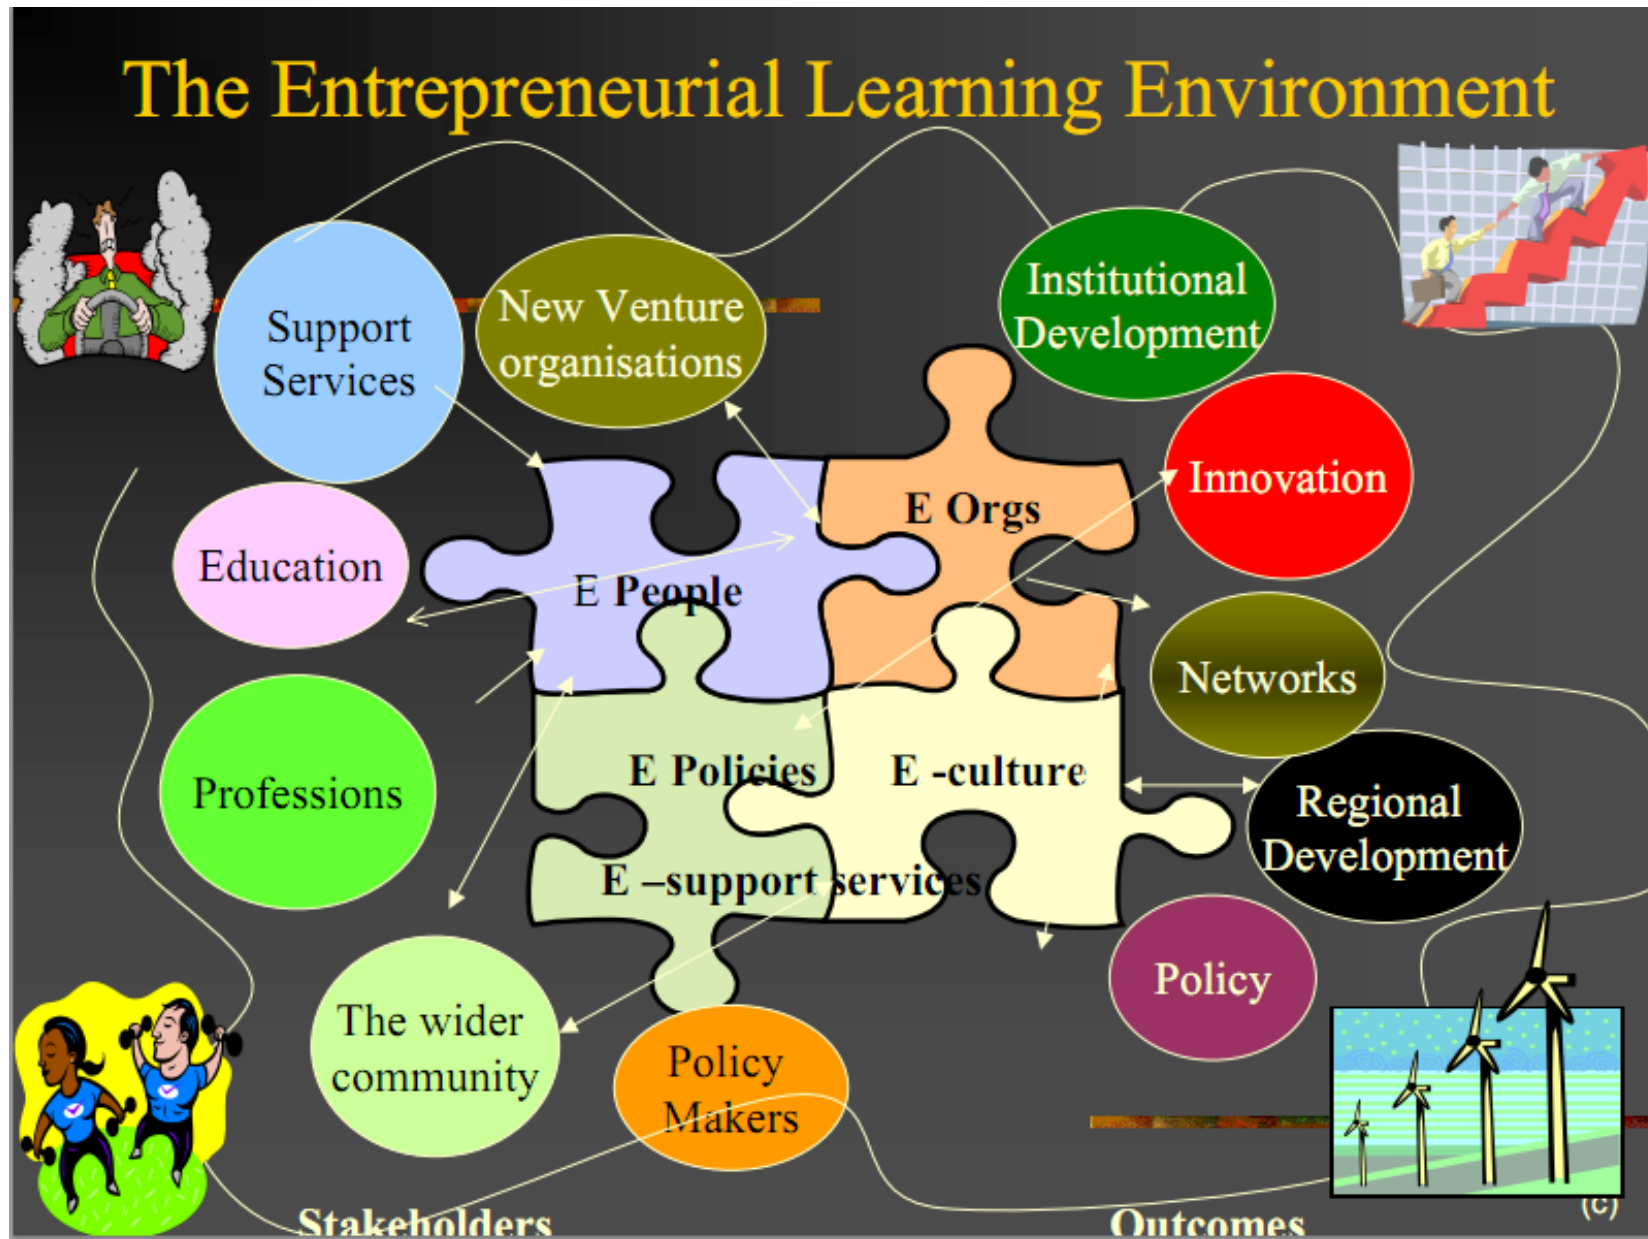 The Entrepreneurial Learning Environment
Support
Services
New Venture
organisations
Institutional
Development
Innovation
E Orgs
Education
E People
Networks
Professions
E Policies
E -culture
Regional
Development
E –support services
Policy
The wider
community
Policy
Makers
Stakeholders
Outcomes
(c)